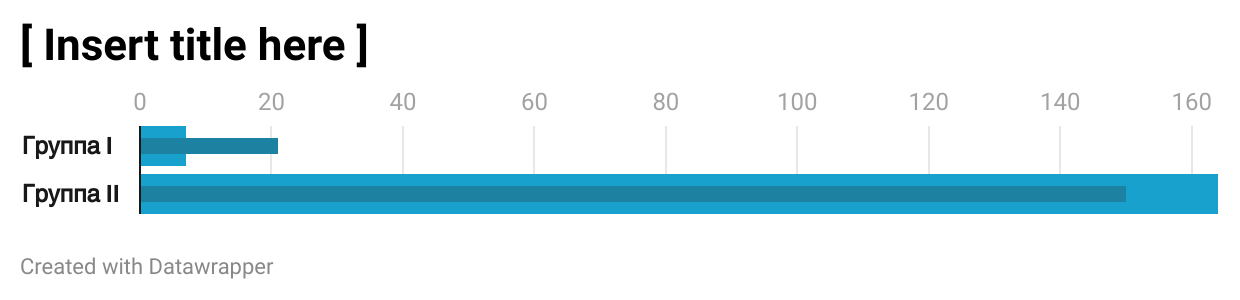 [ Insert title here ]
0 20 40 60 80 100 120 140 160
Группа I
Группа II
Created with Datawrapper